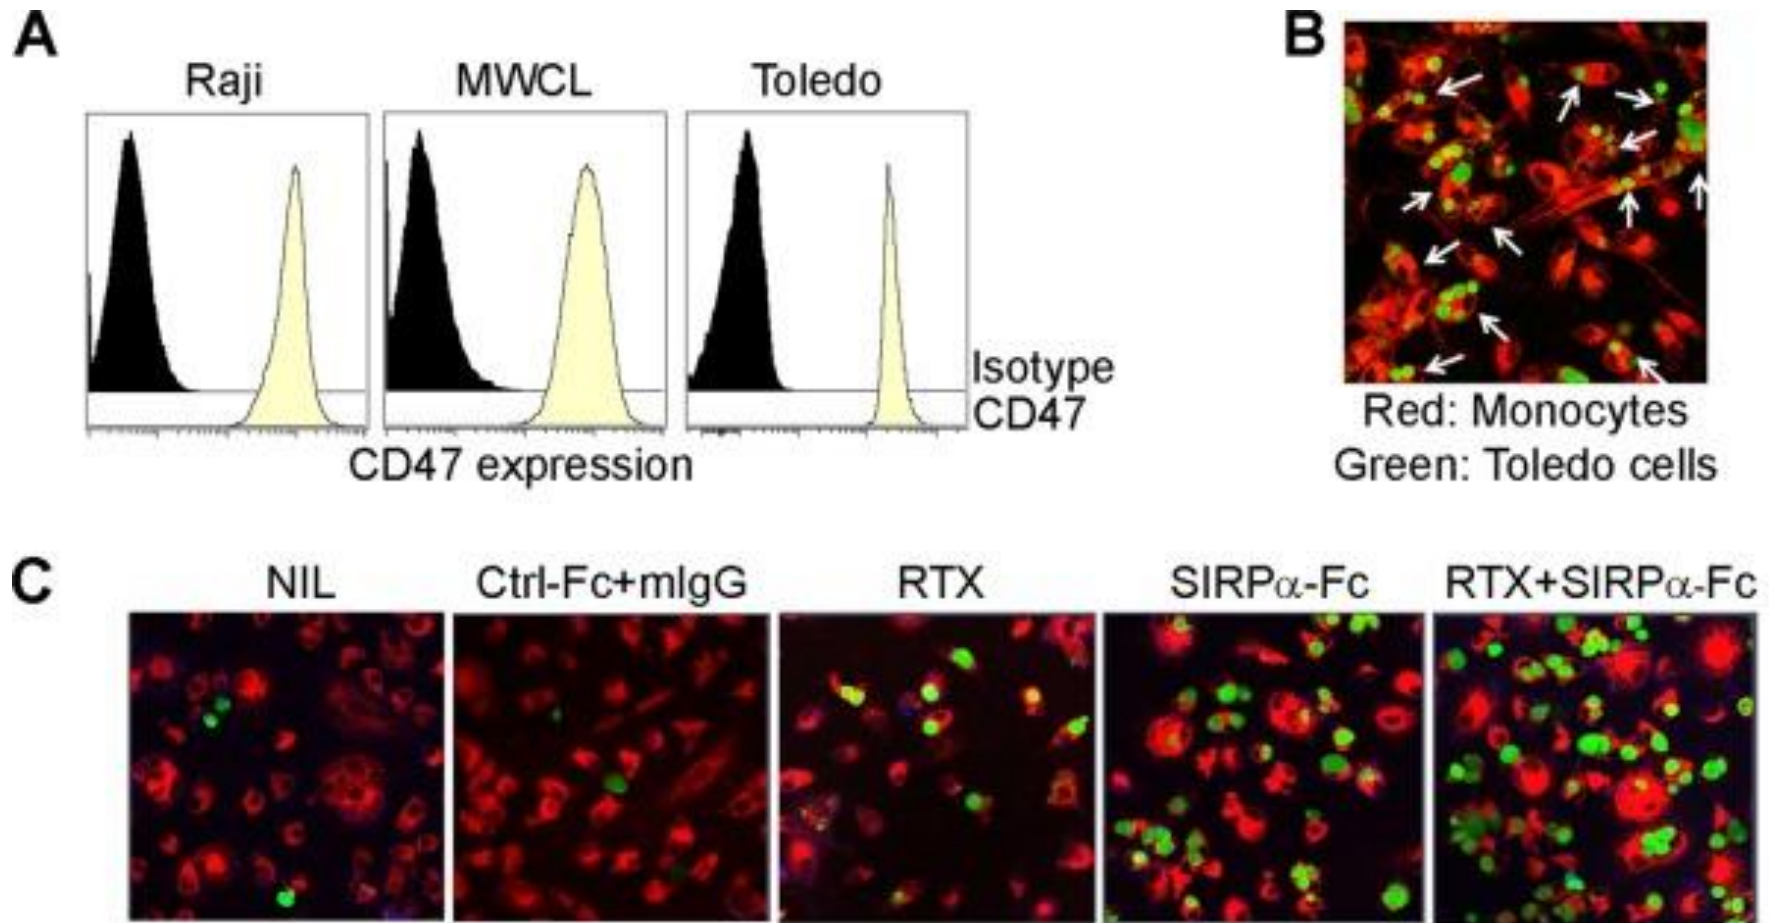 A
Raji
MWCL
Toledo
Isotype
CD47
CD47 expression
B
Red: Monocytes
Green: Toledo cells
C
NIL
Ctrl-Fc+mIgG
RTX
SIRPα-Fc
RTX+SIRPα-Fc